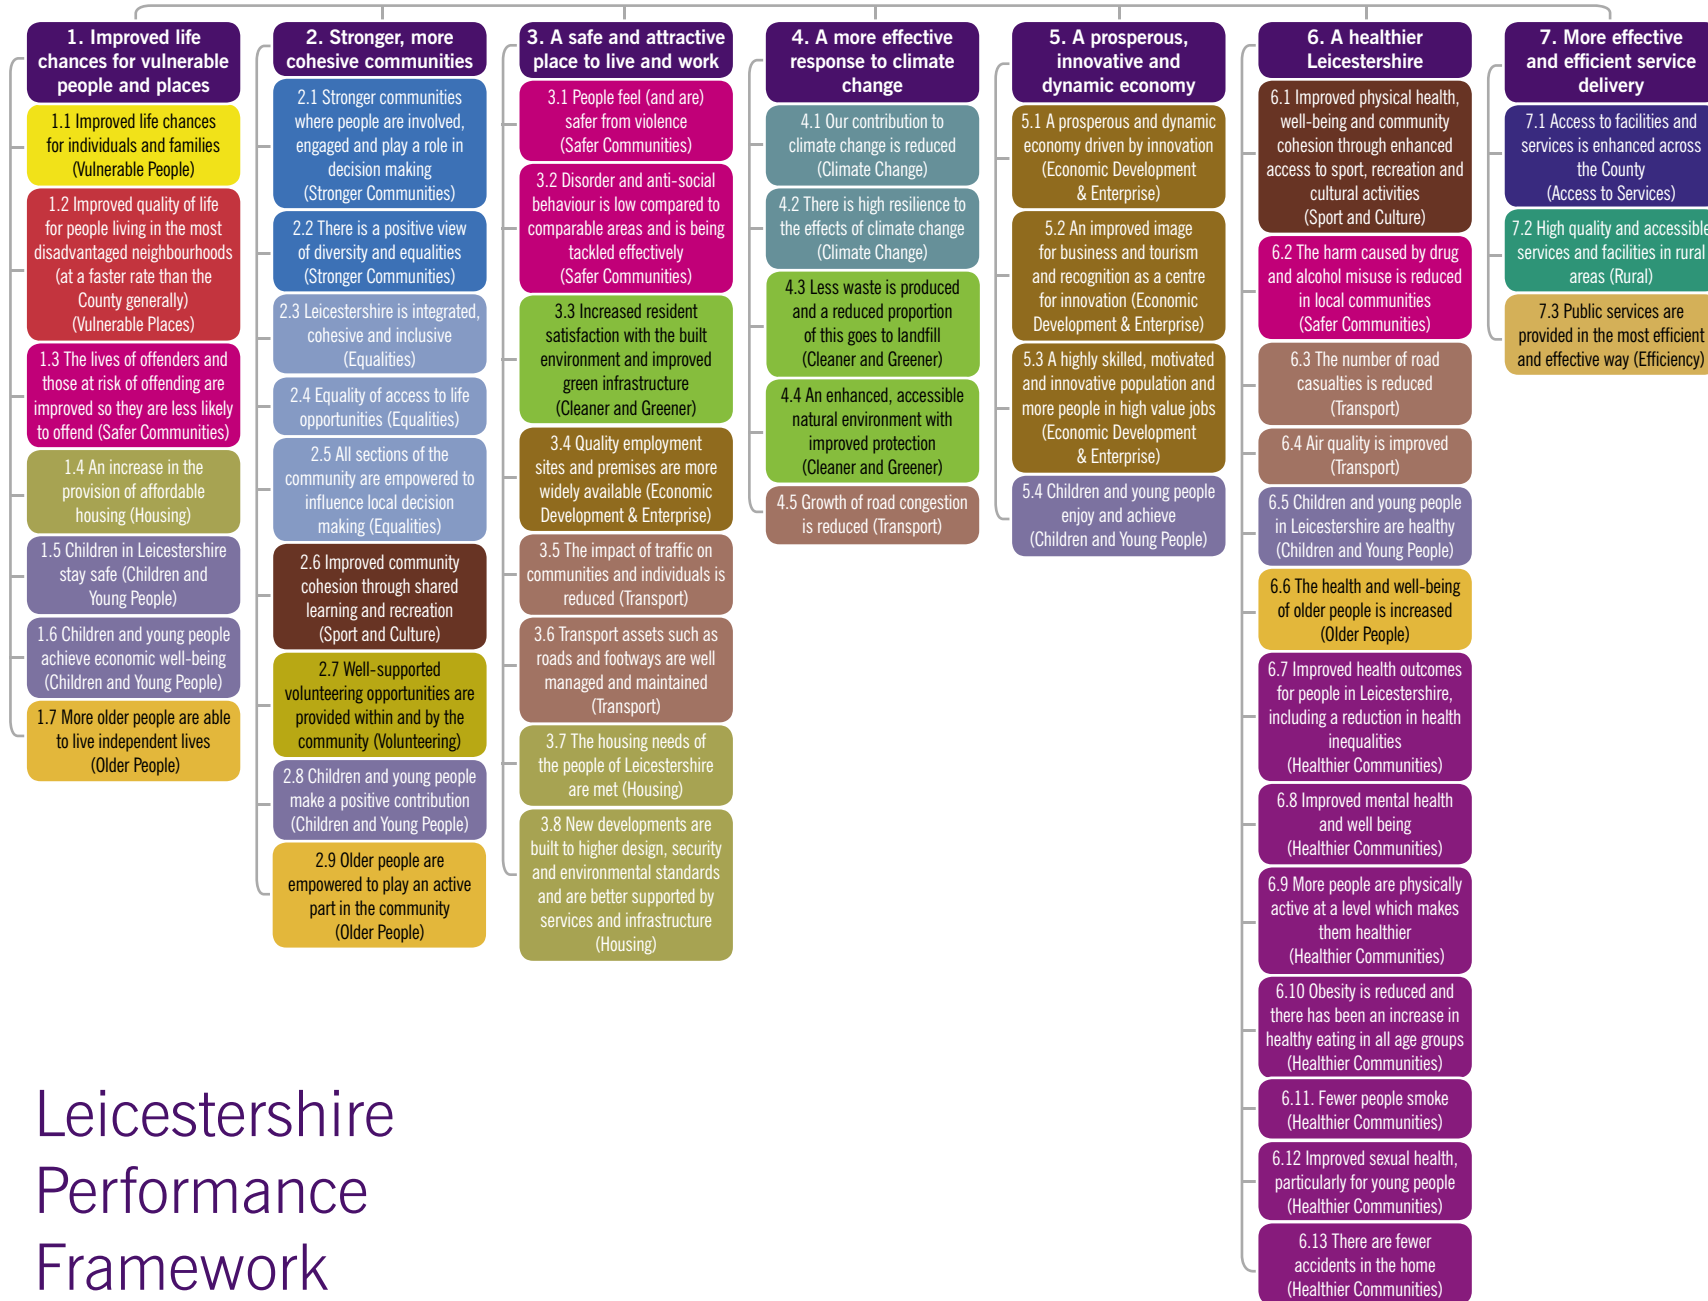 1. Improved life
chances for vulnerable
people and places
1.1 Improved life chances
for individuals and families
(Vulnerable People)
1.2 Improved quality of life
for people living in the most
disadvantaged neighbourhoods
(at a faster rate than the
County generally)
(Vulnerable Places)
1.3 The lives of offenders and
those at risk of offending are
improved so they are less likely
to offend (Safer Communities)
1.4 An increase in the
provision of affordable
housing (Housing)
1.5 Children in Leicestershire
stay safe (Children and
Young People)
1.6 Children and young people
achieve economic well-being
(Children and Young People)
1.7 More older people are able
to live independent lives
(Older People)
2. Stronger, more
cohesive communities
2.1 Stronger communities
where people are involved,
engaged and play a role in
decision making
(Stronger Communities)
2.2 There is a positive view
of diversity and equalities
(Stronger Communities)
2.3 Leicestershire is integrated,
cohesive and inclusive
(Equalities)
2.4 Equality of access to life
opportunities (Equalities)
2.5 All sections of the
community are empowered to
influence local decision
making (Equalities)
2.6 Improved community
cohesion through shared
learning and recreation
(Sport and Culture)
2.7 Well-supported
volunteering opportunities are
provided within and by the
community (Volunteering)
2.8 Children and young people
make a positive contribution
(Children and Young People)
2.9 Older people are
empowered to play an active
part in the community
(Older People)
3. A safe and attractive
place to live and work
3.1 People feel (and are)
safer from violence
(Safer Communities)
3.2 Disorder and anti-social
behaviour is low compared to
comparable areas and is being
tackled effectively
(Safer Communities)
3.3 Increased resident
satisfaction with the built
environment and improved
green infrastructure
(Cleaner and Greener)
3.4 Quality employment
sites and premises are more
widely available (Economic
Development & Enterprise)
3.5 The impact of traffic on
communities and individuals is
reduced (Transport)
3.6 Transport assets such as
roads and footways are well
managed and maintained
(Transport)
3.7 The housing needs of
the people of Leicestershire
are met (Housing)
3.8 New developments are
built to higher design, security
and environmental standards
and are better supported by
services and infrastructure
(Housing)
4. A more effective
response to climate
change
4.1 Our contribution to
climate change is reduced
(Climate Change)
4.2 There is high resilience to
the effects of climate change
(Climate Change)
4.3 Less waste is produced
and a reduced proportion
of this goes to landfill
(Cleaner and Greener)
4.4 An enhanced, accessible
natural environment with
improved protection
(Cleaner and Greener)
4.5 Growth of road congestion
is reduced (Transport)
5. A prosperous,
innovative and
dynamic economy
5.1 A prosperous and dynamic
economy driven by innovation
(Economic Development
& Enterprise)
5.2 An improved image
for business and tourism
and recognition as a centre
for innovation (Economic
Development & Enterprise)
5.3 A highly skilled, motivated
and innovative population and
more people in high value jobs
(Economic Development
& Enterprise)
5.4 Children and young people
enjoy and achieve
(Children and Young People)
6. A healthier
Leicestershire
6.1 Improved physical health,
well-being and community
cohesion through enhanced
access to sport, recreation and
cultural activities
(Sport and Culture)
6.2 The harm caused by drug
and alcohol misuse is reduced
in local communities
(Safer Communities)
6.3 The number of road
casualties is reduced
(Transport)
6.4 Air quality is improved
(Transport)
6.5 Children and young people
in Leicestershire are healthy
(Children and Young People)
6.6 The health and well-being
of older people is increased
(Older People)
6.7 Improved health outcomes
for people in Leicestershire,
including a reduction in health
inequalities
(Healthier Communities)
6.8 Improved mental health
and well being
(Healthier Communities)
6.9 More people are physically
active at a level which makes
them healthier
(Healthier Communities)
6.10 Obesity is reduced and
there has been an increase in
healthy eating in all age groups
(Healthier Communities)
6.11. Fewer people smoke
(Healthier Communities)
6.12 Improved sexual health,
particularly for young people
(Healthier Communities)
6.13 There are fewer
accidents in the home
(Healthier Communities)
7. More effective
and efficient service
delivery
7.1 Access to facilities and
services is enhanced across
the County
(Access to Services)
7.2 High quality and accessible
services and facilities in rural
areas (Rural)
7.3 Public services are
provided in the most efficient
and effective way (Efficiency)
Leicestershire
Performance
Framework